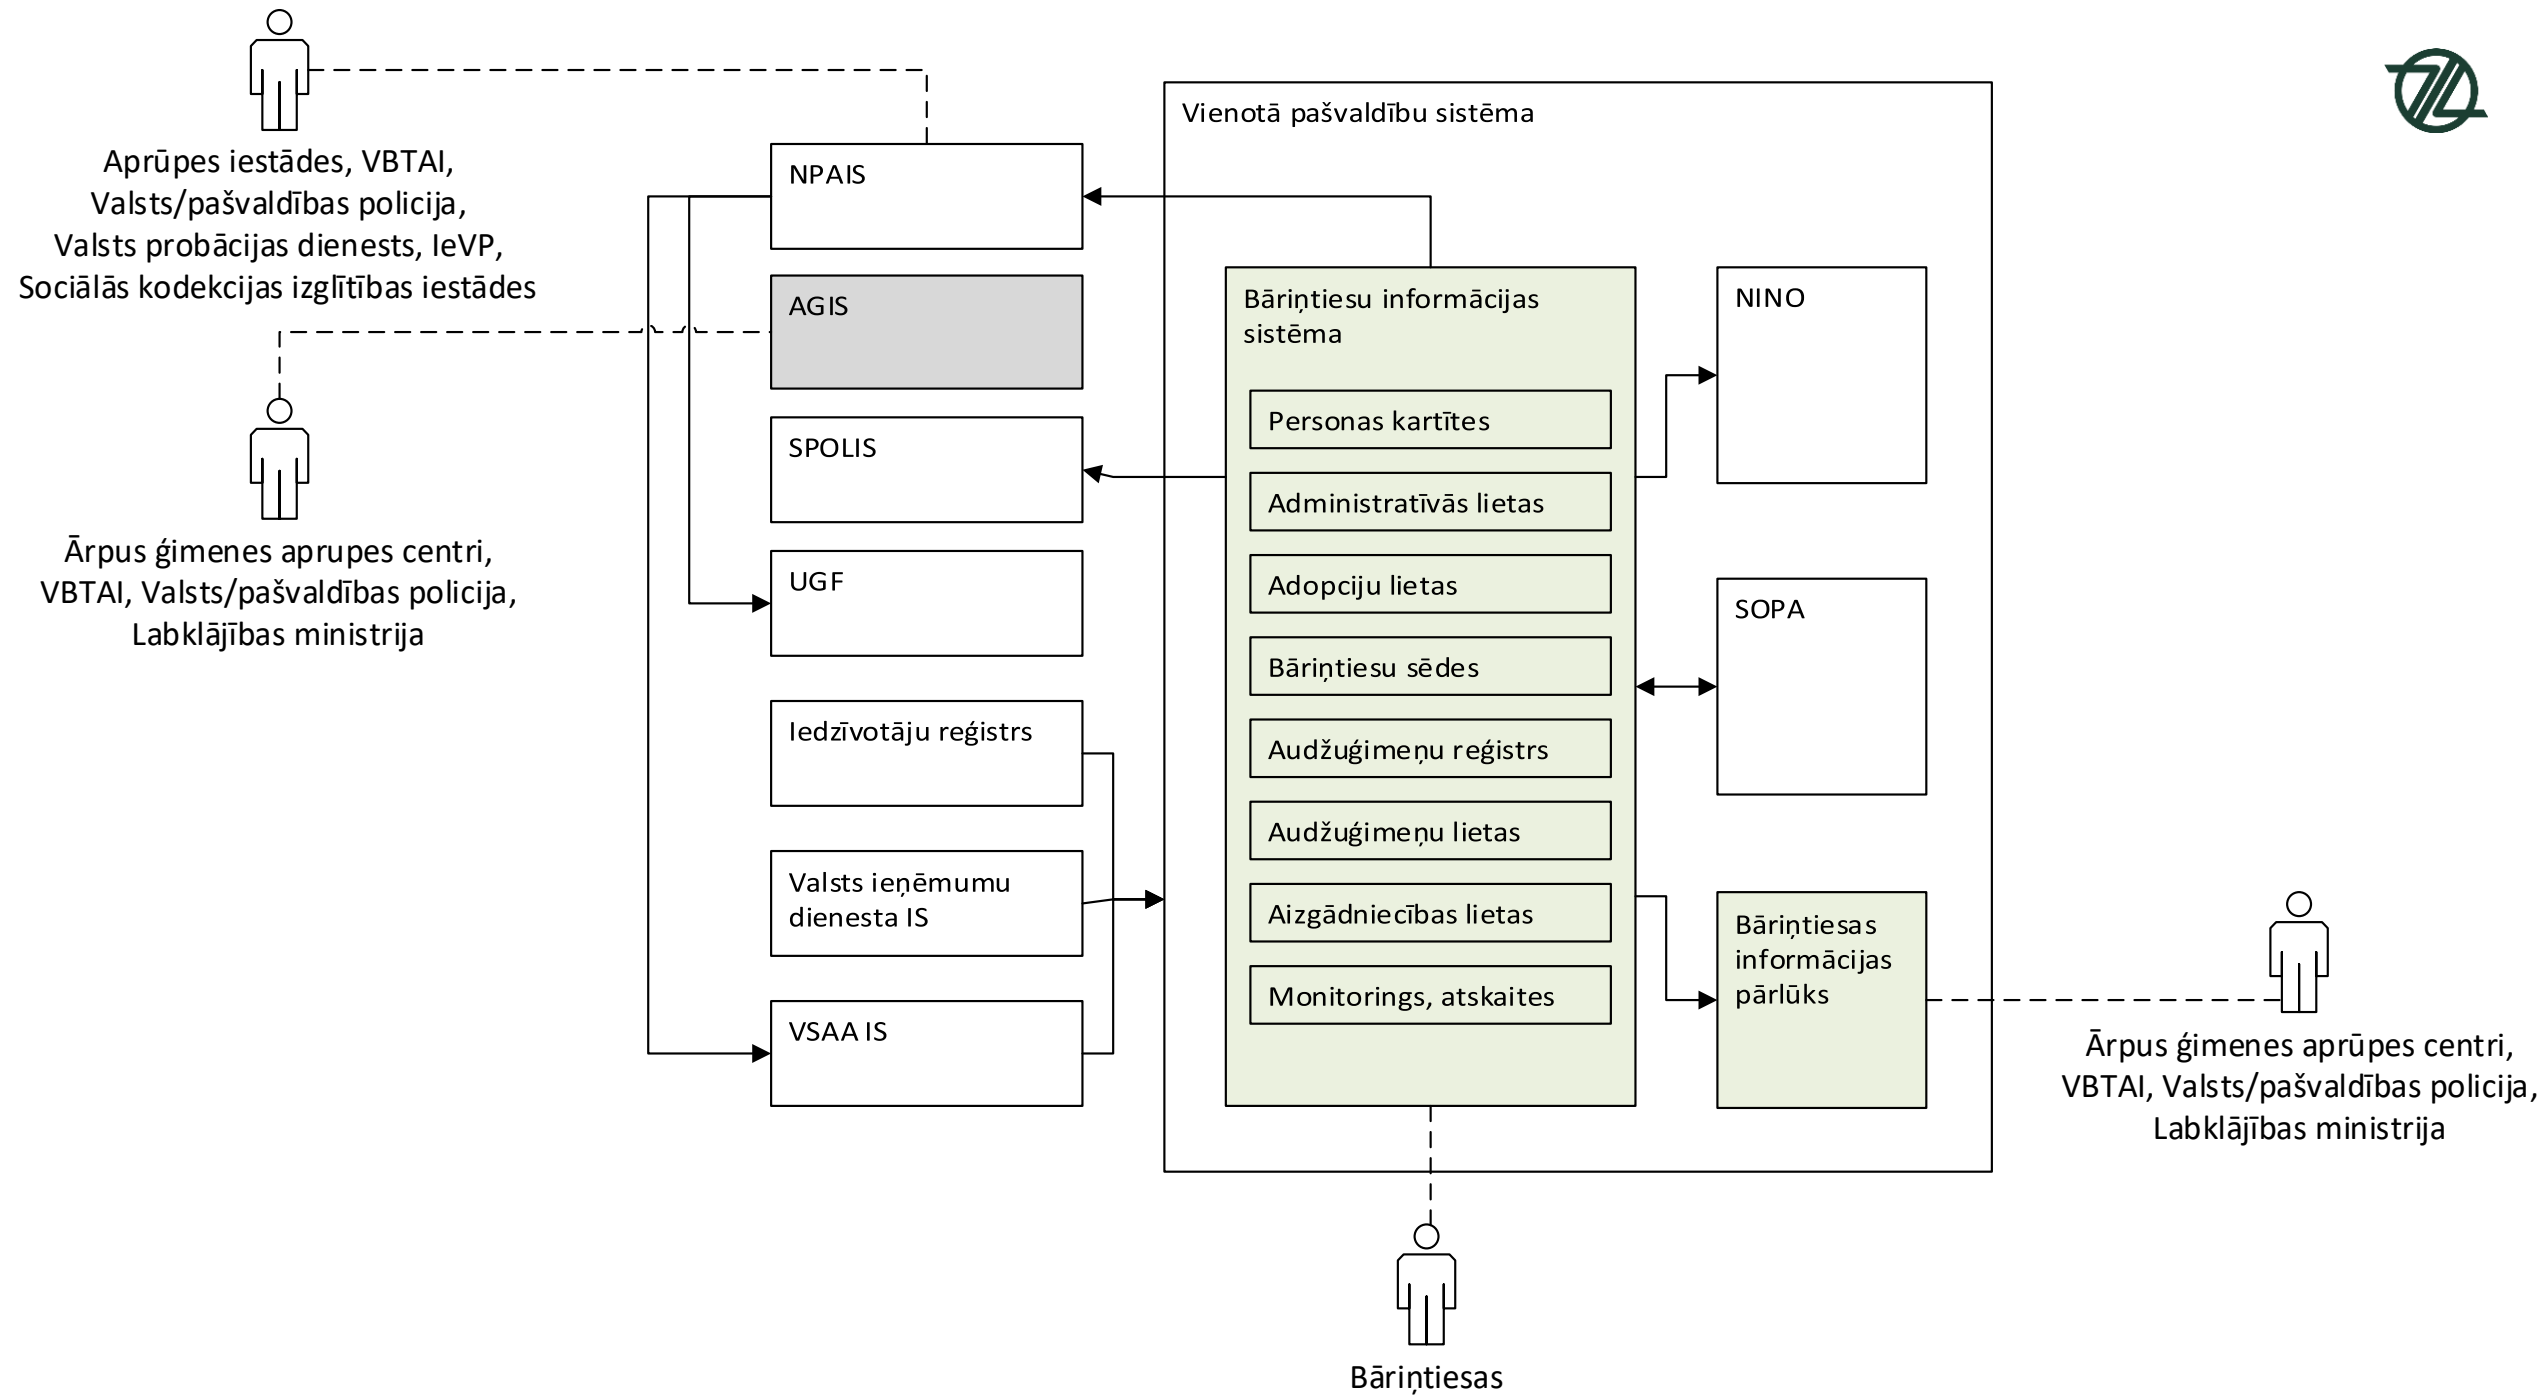 Aprūpes iestādes, VBTAI,
Valsts/pašvaldības policija,
Valsts probācijas dienests, IeVP,
Sociālās kodekcijas izglītības iestādes
Ārpus ģimenes aprupes centri,
VBTAI, Valsts/pašvaldības policija,
Labklājības ministrija
NPAIS
AGIS
SPOLIS
UGF
Iedzīvotāju reģistrs
Valsts ieņēmumu
dienesta IS
VSAA IS
Vienotā pašvaldību sistēma
Bāriņtiesu informācijas
sistēma
Personas kartītes
Administratīvās lietas
Adopciju lietas
Bāriņtiesu sēdes
Audžuģimeņu reģistrs
Audžuģimeņu lietas
Aizgādniecības lietas
Monitorings, atskaites
NINO
SOPA
Bāriņtiesas
informācijas
pārlūks
Ārpus ģimenes aprūpes centri,
VBTAI, Valsts/pašvaldības policija,
Labklājības ministrija
Bāriņtiesas